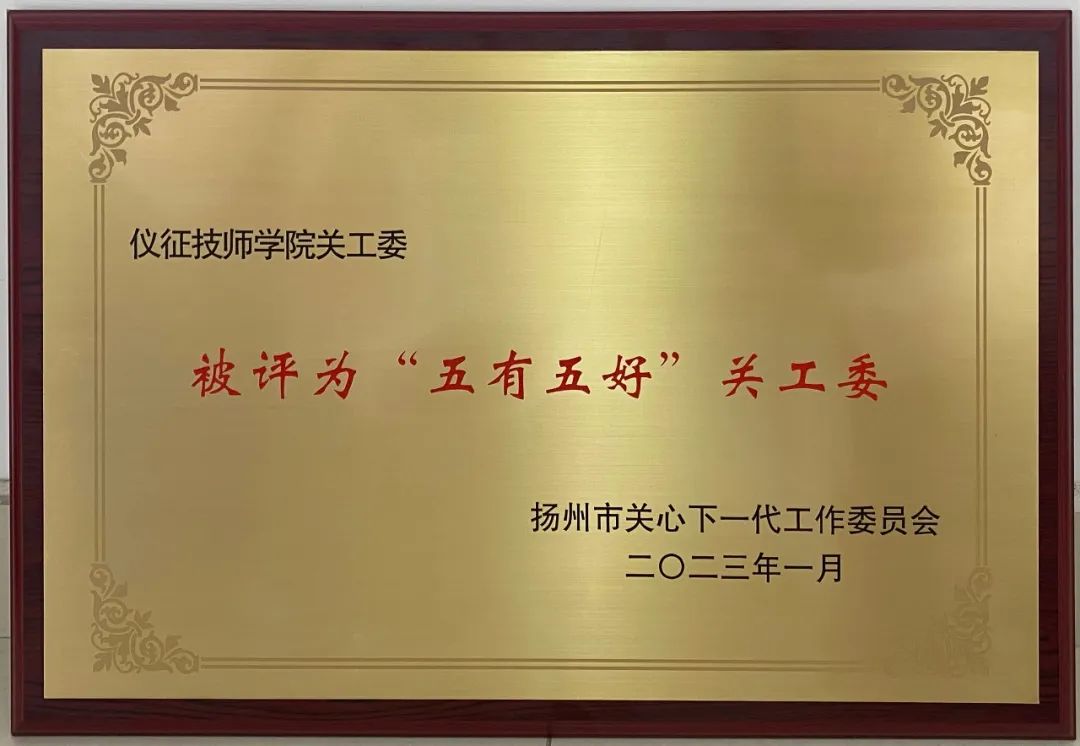 仪征技师学院关工委
被评为“五有五好”关工委
扬州市关心下一代工作委员会
二〇二三年一月